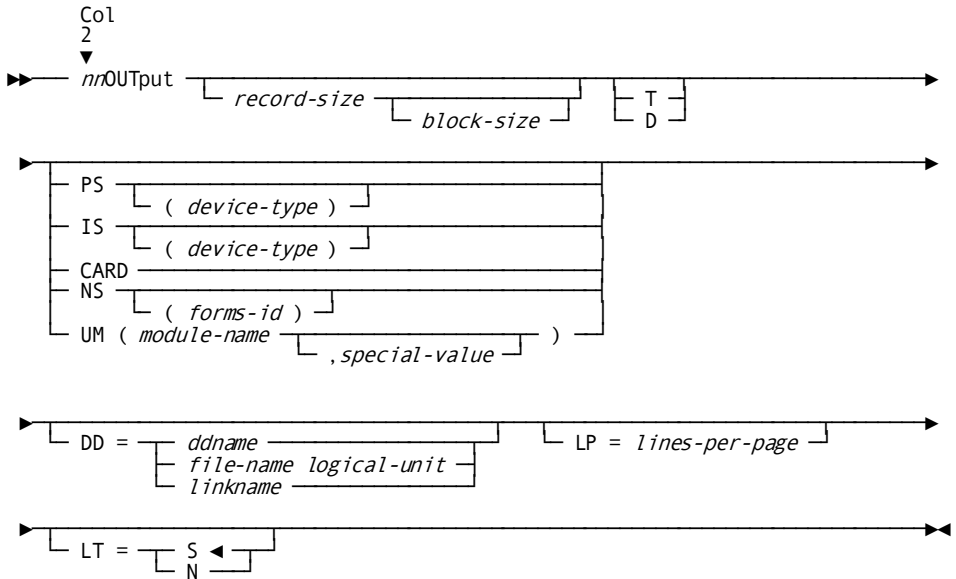 Col
2
nnOUTput
record-size
block-size
T
D
PS
( device-type )
IS
( device-type )
CARD
NS
( forms-id )
UM ( module-name
,special-value
)
DD =
ddname
file-name logical-unit
linkname
LP = lines-per-page
LT =
S
N